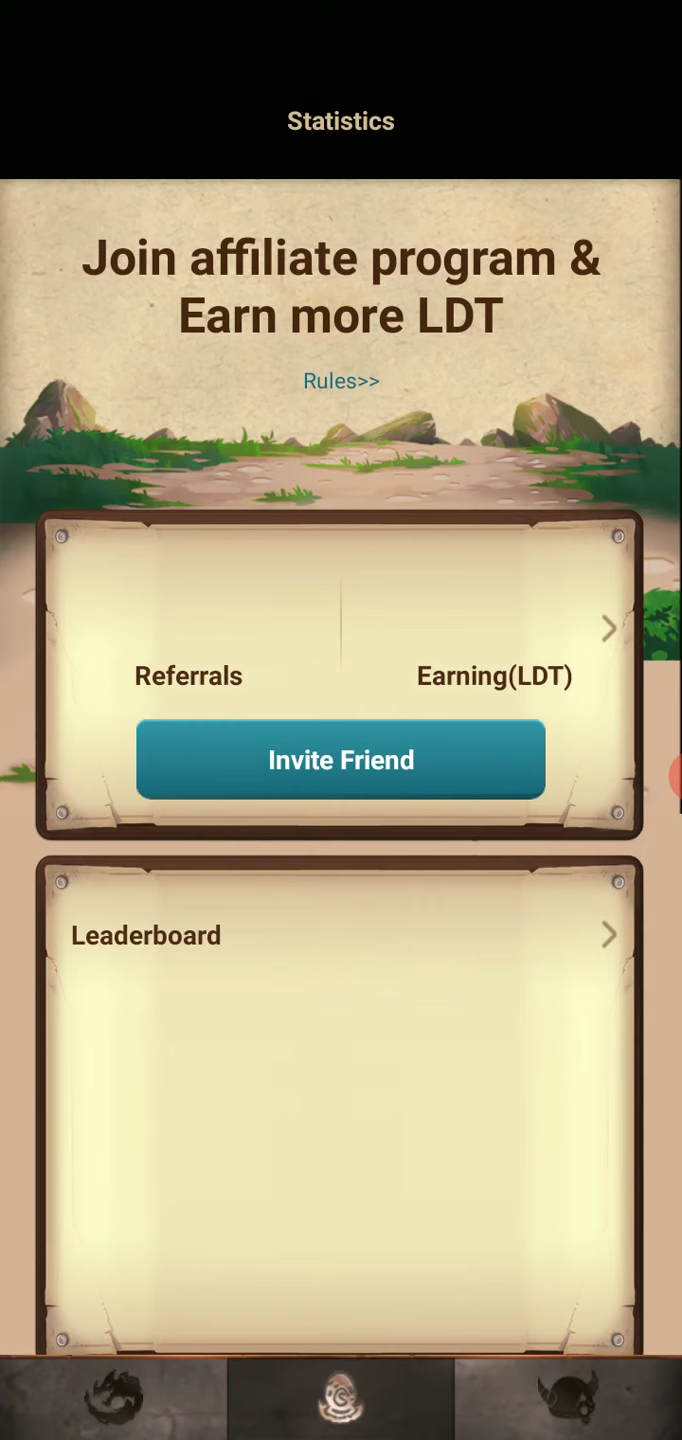 Statistics
Join affiliate program &
Earn more LDT
Rules>>
Referrals
Earning(LDT)
Invite Friend
Leaderboard